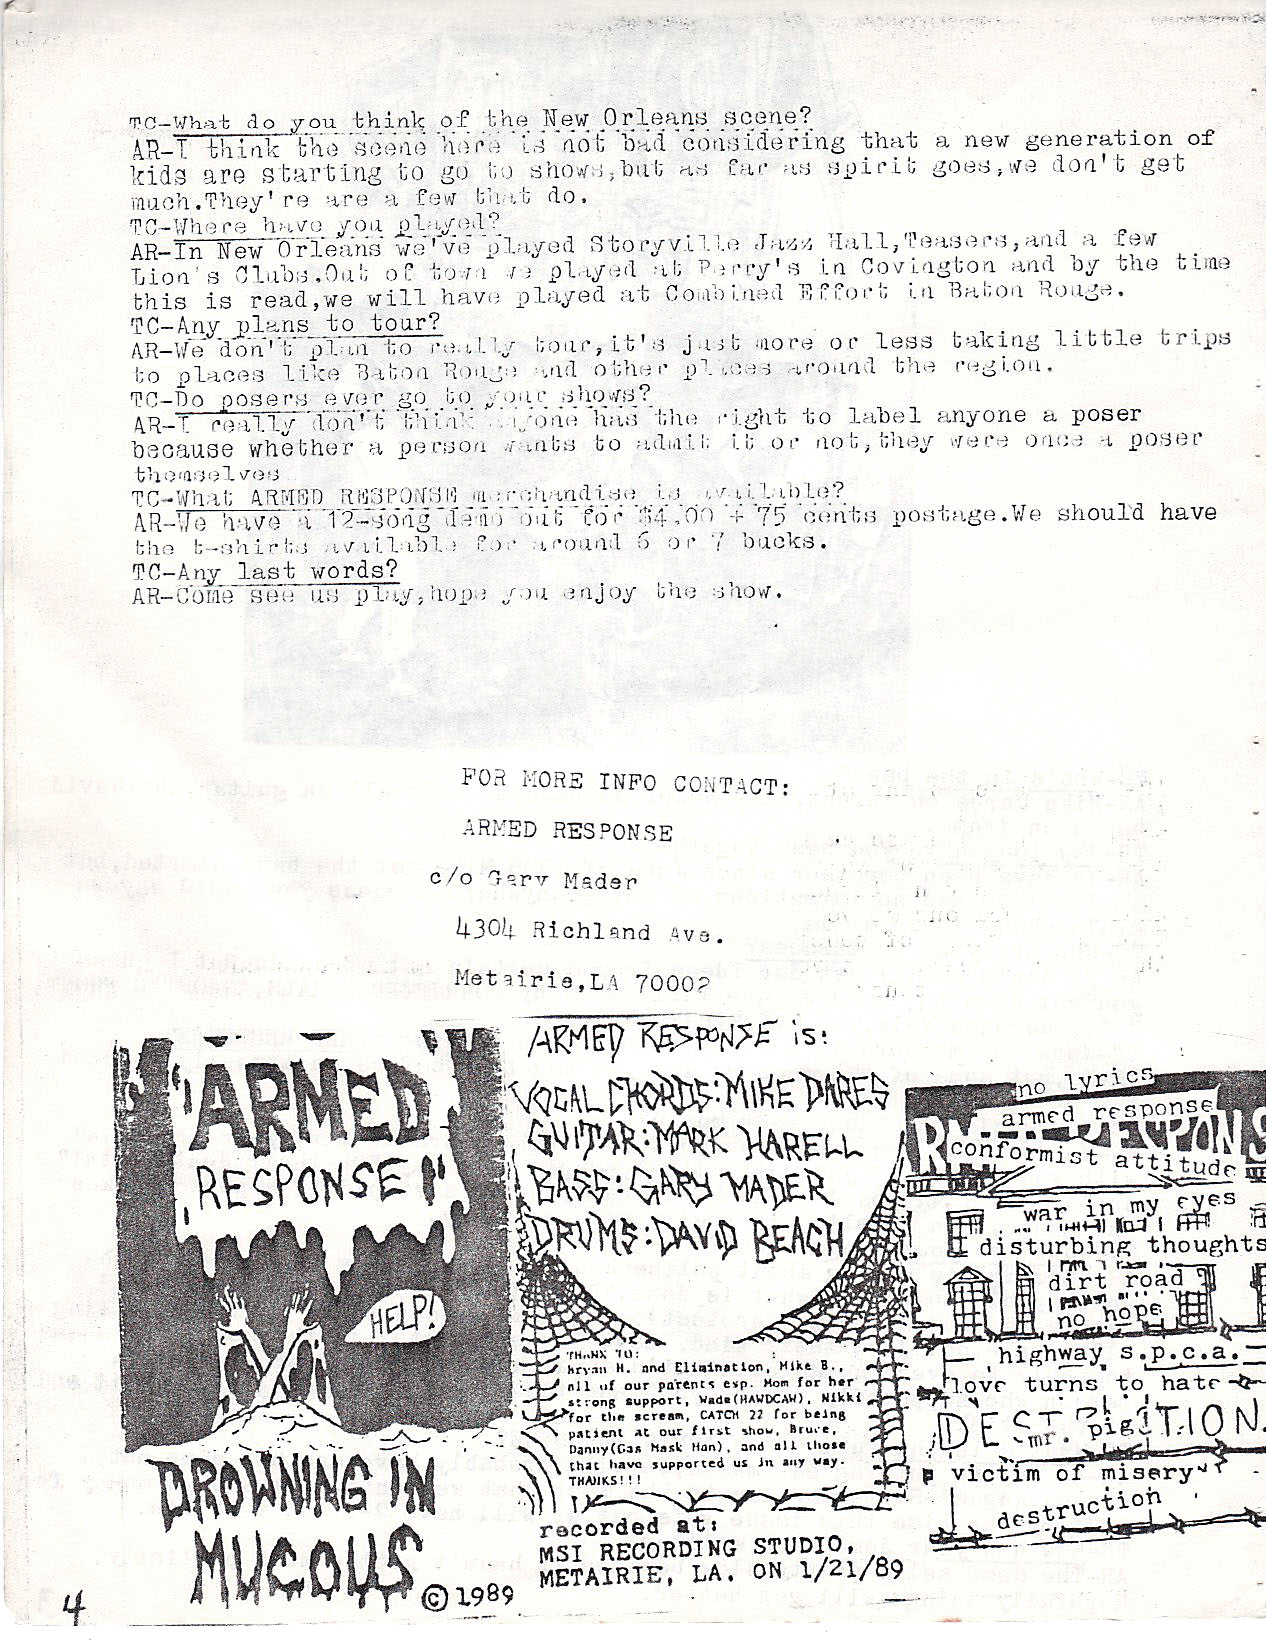 TC-What do you think of the New Orleans scene?
AR-I think the scene here is not bad considering that a new generation of
kids are starting to go to shows,but as far as spirit goes,we don't get
much.They're are a few that do.
TC-Where have you played?
AR-In New Orleans we've played Storyville Jazz Hall,Teasers,and a few
Lion's Clubs.Out of town we played at Perry's in Covington and by the time
this is read,we will have played at Combined Effort in Baton Rouge.
TC-Any plans to tour?
AR-We don't plan to really tour,it's just more or less taking little trips
to places like Baton Rouge and other places around the region.
TC-Do posers ever go to your shows?
AR-I really don't think anyone has the right to label anyone a poser
because whether a person wants to admit it or not,they were once a poser
themselves
TC-What ARMED RESPONSE merchandise is available?
AR-We have a 12-song demo out for $4.00 + 75 cents postage.We should have
the t-shirts available for around 6 or 7 bucks.
TC-Any last words?
AR-Come see us play,hope you enjoy the show.
FOR MORE INFO CONTACT:
ARMED RESPONSE
c/o Gary Mader
4304 Richland Ave.
Metairie,LA 70002
"ARMED
RESPONSE"
HELP!
DROWNING IN
MUCOUS
©1989
ARMED RESPONSE is:
VOCAL CHORDS:MIKE DARES
GUITAR:MARK HARELL
BASS:GARY MADER
DRUMS:DAVID BEACH
THANX TO:
bryan H. and Elimination, Mike B.,
all of our parents esp. Mom for her
strong support, Wade(HAWDCAW), Nikki
for the scream, CATCH 22 for being
patient at our first show, Bruce,
Danny(Gas Mask Man), and all those
that have supported us in any way.
THANKS!!!
recorded at:
MSI RECORDING STUDIO,
METAIRIE, LA. ON 1/21/89
no lyrics
armed response
conformist attitude
war in my eyes
disturbing thoughts
dirt road
no hope
highway s.p.c.a.
love turns to hate
mr. pig
victim of misery
destruction
4